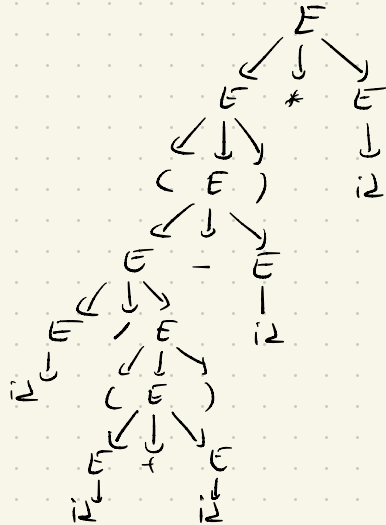 E
E * E
( E ) id
E - E
E / E id
id ( E )
E + E
id id